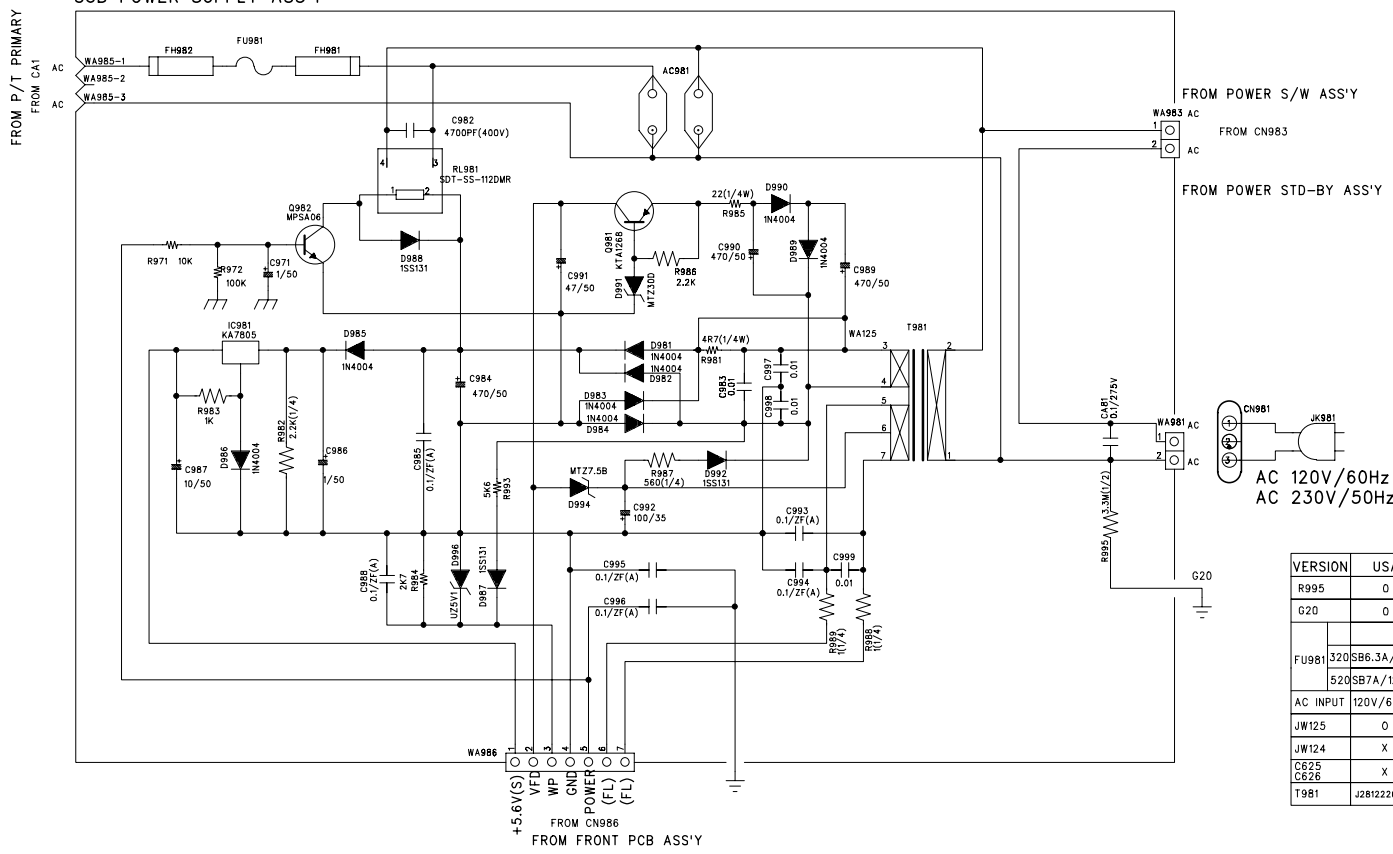 SUB POWER SUPPLY ASS'Y
FROM P/T PRIMARY
FROM CA1
AC
WA985-1
WA985-2
AC
WA985-3
FH982
FU981
FH981
AC981
C982
4700PF(400V)
4
3
RL981
SDT-SS-112DMR
1
2
FROM POWER S/W ASS'Y
WA983
AC
1
FROM CN983
2
AC
FROM POWER STD-BY ASS'Y
Q982
MPSA06
R971
10K
R972
100K
C971
1/50
D988
1SS131
C991
47/50
Q981
KTA1268
D991
MTZ30D
R986
2.2K
22(1/4W)
R985
D990
1N4004
C990
470/50
D989
1N4004
C989
470/50
IC981
KA7805
D985
1N4004
R983
1K
D986
1N4004
R982
2.2K(1/4)
C987
10/50
C986
1/50
C985
0.1/ZF(A)
C984
470/50
D981
1N4004
1N4004
D982
D983
1N4004
1N4004
D984
4R7(1/4W)
R981
WA125
C983
0.01
C997
0.01
C998
0.01
T981
3
4
5
6
7
2
1
5K6
R993
MTZ7.5B
D994
R987
560(1/4)
D992
1SS131
C992
100/35
C993
0.1/ZF(A)
C994
0.1/ZF(A)
C999
0.01
C988
0.1/ZF(A)
2K7
R984
D996
UZ5V1
1SS131
D987
C995
0.1/ZF(A)
C996
0.1/ZF(A)
R989
1(1/4)
R988
1(1/4)
CA81
0.1/275V
WA981
AC
1
2
AC
CN981
1
2
3
JK981
AC 120V/60Hz
AC 230V/50Hz
R995
3.3M(1/2)
G20
WA986
1
2
3
4
5
6
7
+5.6V(S)
VFD
WP
GND
POWER
(FL)
(FL)
FROM CN986
FROM FRONT PCB ASS'Y
VERSION USA
R995 O
G20 O
FU981
320 SB6.3A/
520 SB7A/1
AC INPUT 120V/6
JW125 O
JW124 X
C625
C626 X
T981 J281222